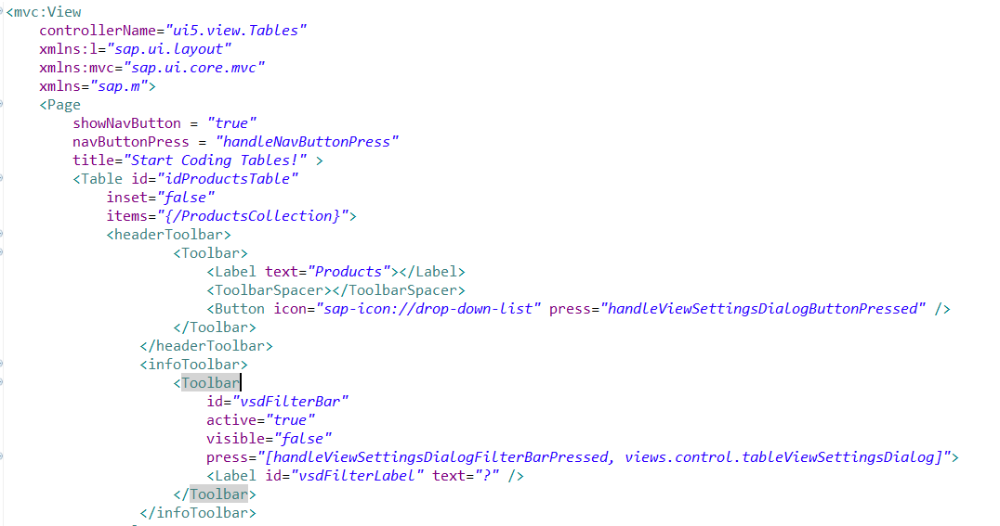 <mvc:View
controllerName="ui5.view.Tables"
xmlns:l="sap.ui.layout"
xmlns:mvc="sap.ui.core.mvc"
xmlns="sap.m">
<Page
showNavButton = "true"
navButtonPress = "handleNavButtonPress"
title="Start Coding Tables!" >
<Table id="idProductsTable"
inset="false"
items="{/ProductsCollection}">
<headerToolbar>
<Toolbar>
<Label text="Products"></Label>
<ToolbarSpacer></ToolbarSpacer>
<Button icon="sap-icon://drop-down-list" press="handleViewSettingsDialogButtonPressed" />
</Toolbar>
</headerToolbar>
<infoToolbar>
<Toolbar
id="vsdFilterBar"
active="true"
visible="false"
press="[handleViewSettingsDialogFilterBarPressed, views.control.tableViewSettingsDialog]">
<Label id="vsdFilterLabel" text="?" />
</Toolbar>
</infoToolbar>